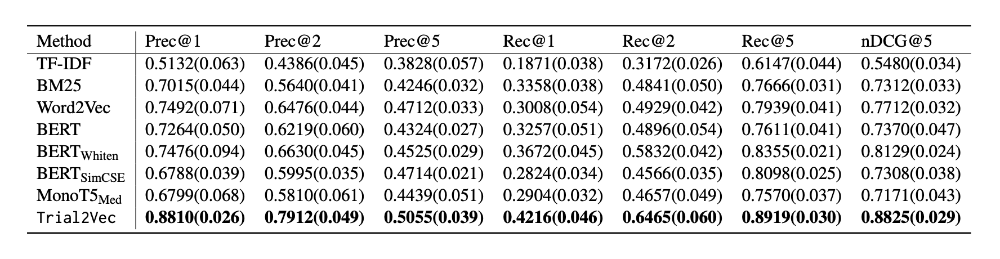 Method Prec@1 Prec@2 Prec@5 Rec@1 Rec@2 Rec@5 nDCG@5
TF-IDF 0.5132(0.063) 0.4386(0.045) 0.3828(0.057) 0.1871(0.038) 0.3172(0.026) 0.6147(0.044) 0.5480(0.034)
BM25 0.7015(0.044) 0.5640(0.041) 0.4246(0.032) 0.3358(0.038) 0.4841(0.050) 0.7666(0.031) 0.7312(0.033)
Word2Vec 0.7492(0.071) 0.6476(0.044) 0.4712(0.033) 0.3008(0.054) 0.4929(0.042) 0.7939(0.041) 0.7712(0.032)
BERT 0.7264(0.050) 0.6219(0.060) 0.4324(0.027) 0.3257(0.051) 0.4896(0.054) 0.7611(0.041) 0.7370(0.047)
BERTWhiten 0.7476(0.094) 0.6630(0.045) 0.4525(0.029) 0.3672(0.045) 0.5832(0.042) 0.8355(0.021) 0.8129(0.024)
BERTSimCSE 0.6788(0.039) 0.5995(0.035) 0.4714(0.021) 0.2824(0.034) 0.4566(0.035) 0.8098(0.025) 0.7308(0.038)
MonoT5Med 0.6799(0.068) 0.5810(0.061) 0.4439(0.051) 0.2904(0.032) 0.4657(0.049) 0.7570(0.037) 0.7171(0.043)
Trial2Vec 0.8810(0.026) 0.7912(0.049) 0.5055(0.039) 0.4216(0.046) 0.6465(0.060) 0.8919(0.030) 0.8825(0.029)